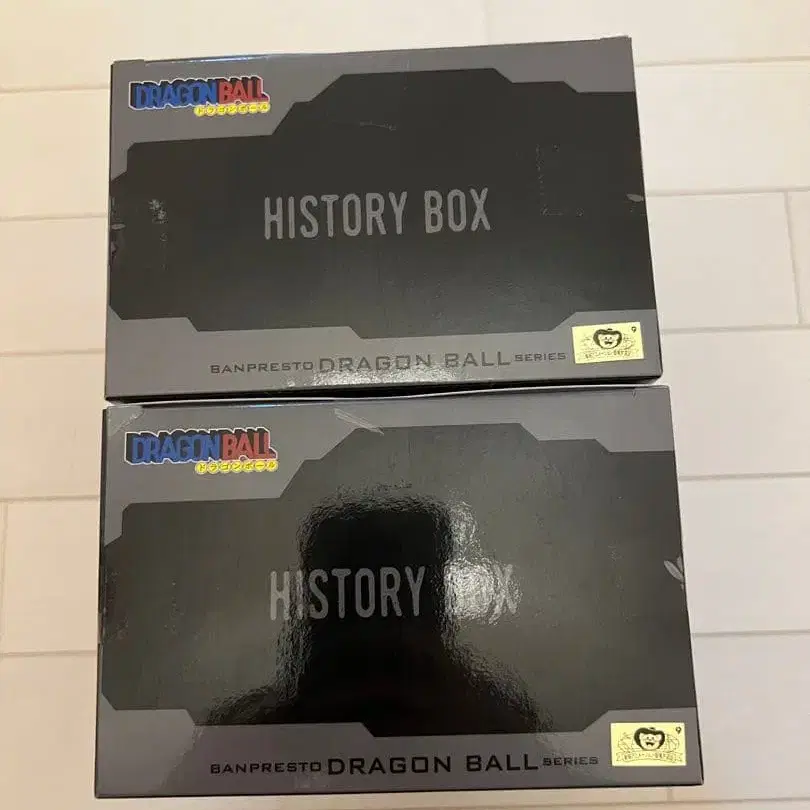 DRAGON BALL
ドラゴンボール
HISTORY BOX
BANPRESTO DRAGON BALL SERIES
DRAGON BALL
ドラゴンボール
HISTORY BOX
BANPRESTO DRAGON BALL SERIES